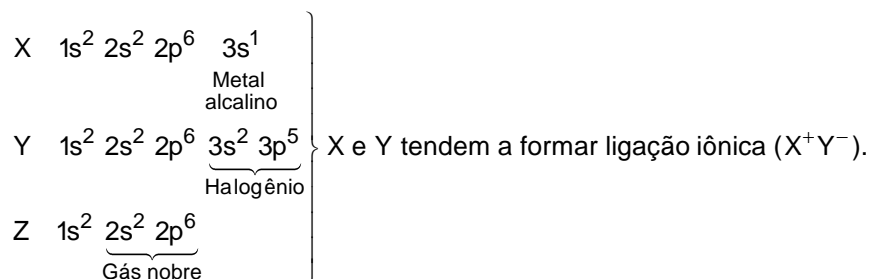 X 1s² 2s² 2p⁶ 3s¹
Metal
alcalino
Y 1s² 2s² 2p⁶ 3s² 3p⁵ X e Y tendem a formar ligação iônica (X⁺Y⁻).
Halogênio
Z 1s² 2s² 2p⁶
Gás nobre